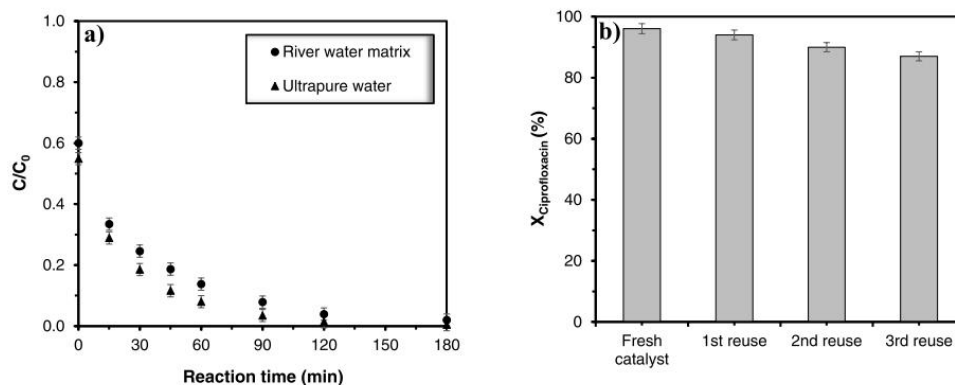 a)
River water matrix
Ultrapure water
1.0
0.8
0.6
0.4
0.2
0.0
C/C0
0 30 60 90 120 150 180
Reaction time (min)
b)
100
80
60
40
20
0
XCiprofloxacin (%)
Fresh catalyst
1st reuse
2nd reuse
3rd reuse